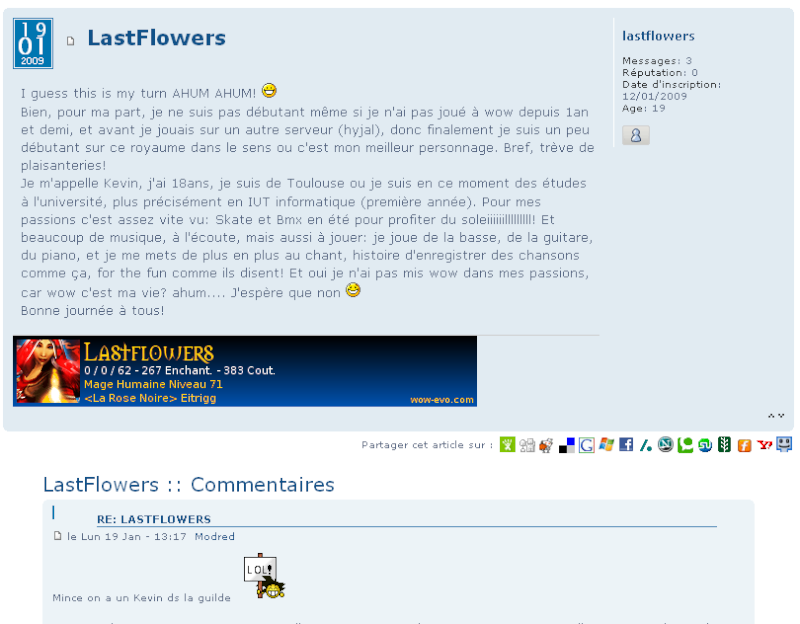 19
01
2009
LastFlowers
lastflowers
Messages: 3
Réputation: 0
Date d'inscription:
12/01/2009
Age: 19
I guess this is my turn AHUM AHUM!
Bien, pour ma part, je ne suis pas débutant même si je n'ai pas joué à wow depuis 1an
et demi, et avant je jouais sur un autre serveur (hyjal), donc finalement je suis un peu
débutant sur ce royaume dans le sens ou c'est mon meilleur personnage. Bref, trève de
plaisanteries!
Je m'appelle Kevin, j'ai 18ans, je suis de Toulouse ou je suis en ce moment des études
à l'université, plus précisément en IUT informatique (première année). Pour mes
passions c'est assez vite vu: Skate et Bmx en été pour profiter du soleiiiiiilllllllll! Et
beaucoup de musique, à l'écoute, mais aussi à jouer: je joue de la basse, de la guitare,
du piano, et je me mets de plus en plus au chant, histoire d'enregistrer des chansons
comme ça, for the fun comme ils disent! Et oui je n'ai pas mis wow dans mes passions,
car wow c'est ma vie? ahum.... J'espère que non
Bonne journée à tous!
LASTFLOWERS
0 / 0 / 62 - 267 Enchant. - 383 Cout.
Mage Humaine Niveau 71
<La Rose Noire> Eitrigg
wow-evo.com
Partager cet article sur :
LastFlowers :: Commentaires
RE: LASTFLOWERS
le Lun 19 Jan - 13:17 Modred
LOL!
Mince on a un Kevin ds la guilde